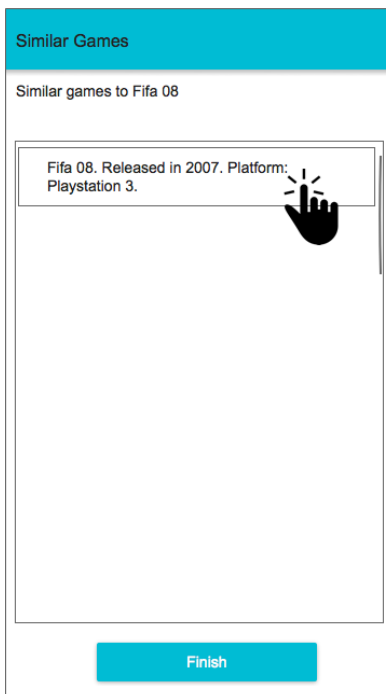 Similar Games
Similar games to Fifa 08
Fifa 08. Released in 2007. Platform:
Playstation 3.
Finish